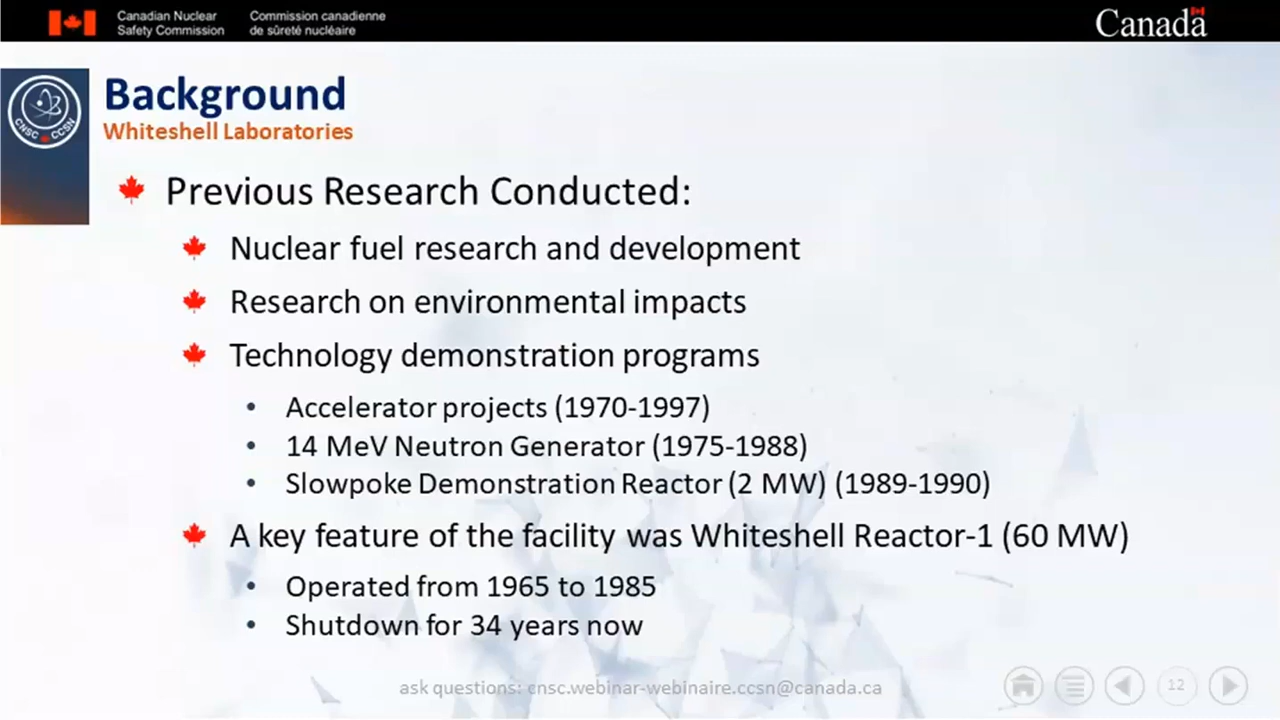 Canadian Nuclear Safety Commission
Commission canadienne de sûreté nucléaire
Canada
CNSC CCSN
Background
Whiteshell Laboratories
Previous Research Conducted:
Nuclear fuel research and development
Research on environmental impacts
Technology demonstration programs
• Accelerator projects (1970-1997)
• 14 MeV Neutron Generator (1975-1988)
• Slowpoke Demonstration Reactor (2 MW) (1989-1990)
A key feature of the facility was Whiteshell Reactor-1 (60 MW)
• Operated from 1965 to 1985
• Shutdown for 34 years now
ask questions: cnsc.webinar-webinaire.ccsn@canada.ca
12